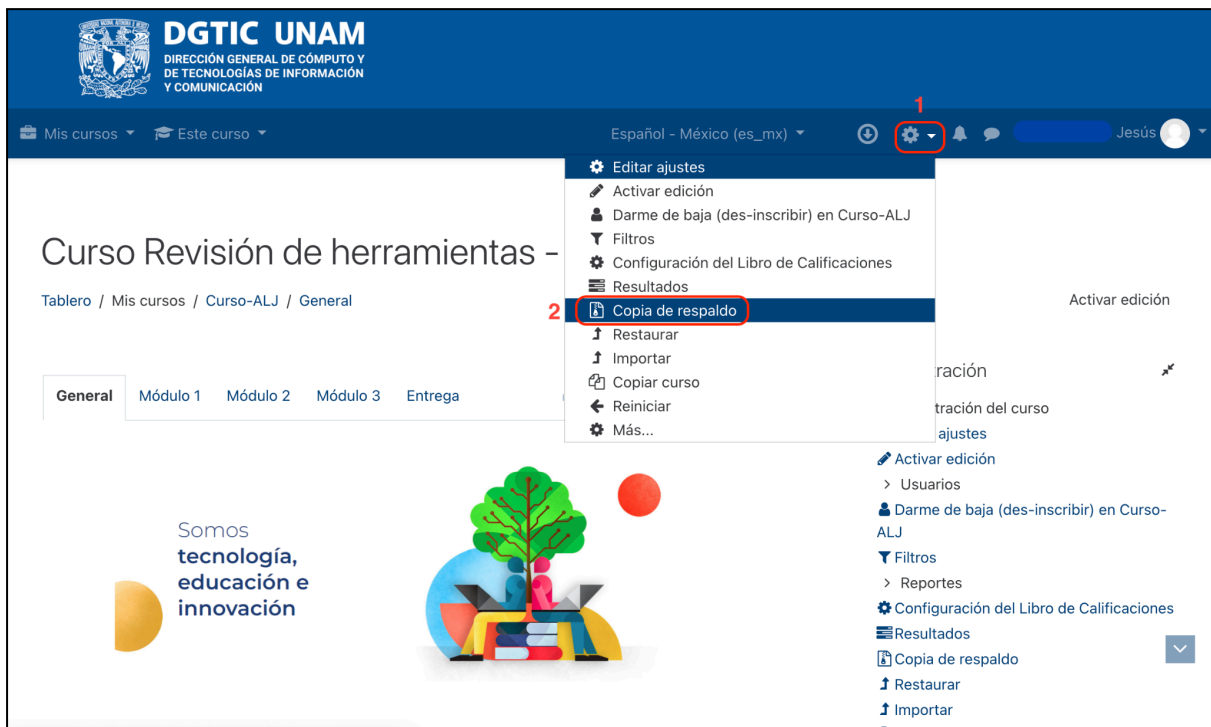 DGTIC UNAM
DIRECCIÓN GENERAL DE CÓMPUTO Y
DE TECNOLOGÍAS DE INFORMACIÓN
Y COMUNICACIÓN
1
Mis cursos
Este curso
Español - México (es_mx)
Jesús
Editar ajustes
Activar edición
Darme de baja (des-inscribir) en Curso-ALJ
Filtros
Configuración del Libro de Calificaciones
Resultados
2
Copia de respaldo
Restaurar
Importar
Copiar curso
Reiniciar
Más...
Curso Revisión de herramientas -
Tablero / Mis cursos / Curso-ALJ / General
Activar edición
General
Módulo 1
Módulo 2
Módulo 3
Entrega
Somos
tecnología,
educación e
innovación
ración
tración del curso
ajustes
Activar edición
> Usuarios
Darme de baja (des-inscribir) en Curso-
ALJ
Filtros
> Reportes
Configuración del Libro de Calificaciones
Resultados
Copia de respaldo
Restaurar
Importar